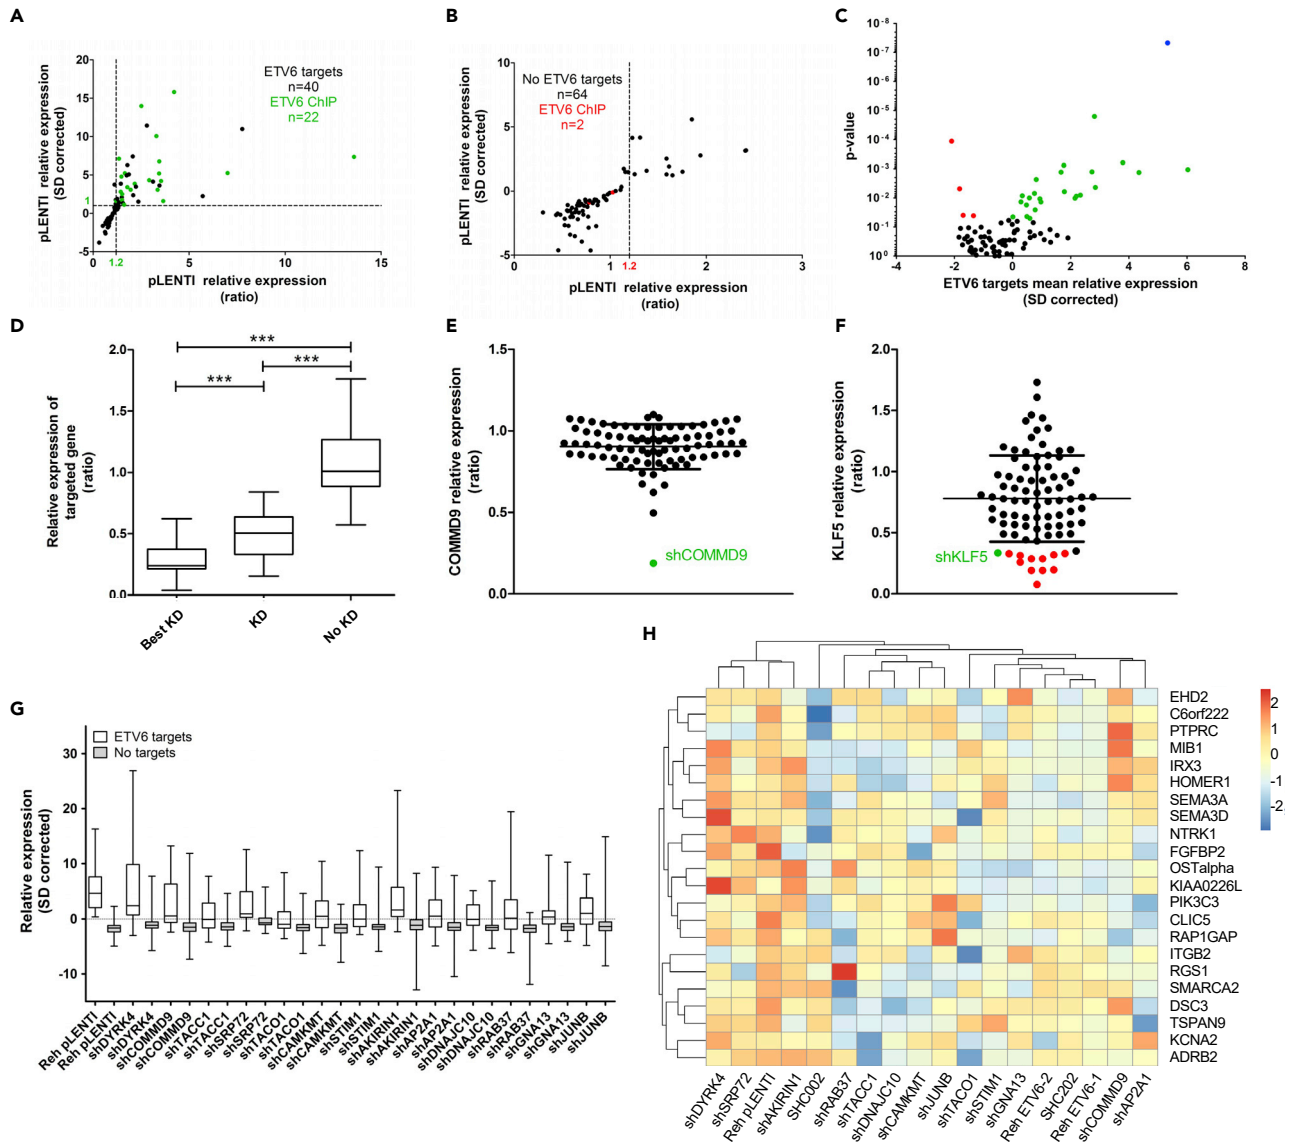 A
pLENTI relative expression
(SD corrected)
20
15
10
5
1
0
-5
0
1.2
5
10
15
ETV6 targets
n=40
ETV6 ChIP
n=22
pLENTI relative expression
(ratio)
B
pLENTI relative expression
(SD corrected)
10
5
0
-5
0
1
1.2
2
3
No ETV6 targets
n=64
ETV6 ChIP
n=2
pLENTI relative expression
(ratio)
C
p-value
10-8
10-7
10-6
10-5
10-4
10-3
10-2
10-1
100
-4
-2
0
2
4
6
8
ETV6 targets mean relative expression
(SD corrected)
D
Relative expression of
targeted gene
(ratio)
2.0
1.5
1.0
0.5
0.0
***
***
***
Best KD
KD
No KD
E
COMMD9 relative expression
(ratio)
1.5
1.0
0.5
0.0
shCOMMD9
F
KLF5 relative expression
(ratio)
2.0
1.5
1.0
0.5
0.0
shKLF5
G
Relative expression
(SD corrected)
30
20
10
0
-10
ETV6 targets
No targets
Reh pLENTI
Reh pLENTI
shDYRK4
shDYRK4
shCOMMD9
shCOMMD9
shTACC1
shTACC1
shSRP72
shSRP72
shTACO1
shTACO1
shCAMKMT
shCAMKMT
shSTIM1
shSTIM1
shAKIRIN1
shAKIRIN1
shAP2A1
shAP2A1
shDNAJC10
shDNAJC10
shRAB37
shRAB37
shGNA13
shGNA13
shJUNB
shJUNB
H
EHD2
C6orf222
PTPRC
MIB1
IRX3
HOMER1
SEMA3A
SEMA3D
NTRK1
FGFBP2
OSTalpha
KIAA0226L
PIK3C3
CLIC5
RAP1GAP
ITGB2
RGS1
SMARCA2
DSC3
TSPAN9
KCNA2
ADRB2
2
1
0
-1
-2
shDYRK4
shSRP72
Reh pLENTI
shAKIRIN1
SHC002
shRAB37
shTACC1
shDNAJC10
shCAMKMT
shJUNB
shTACO1
shSTIM1
shGNA13
Reh ETV6-2
SHC202
Reh ETV6-1
shCOMMD9
shAP2A1